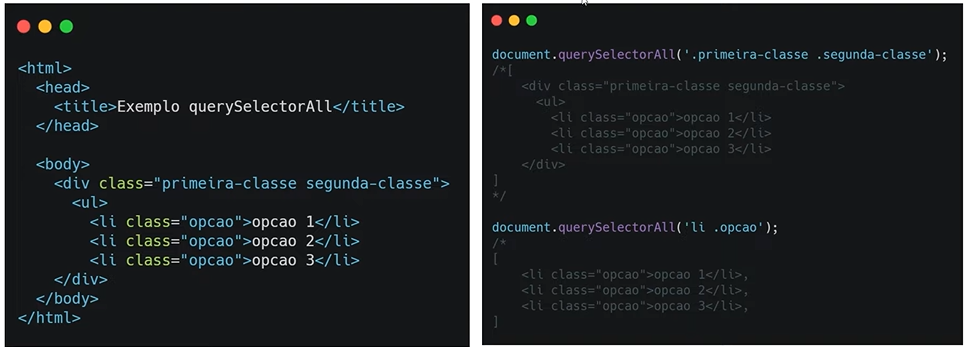 <html>
<head>
<title>Exemplo querySelectorAll</title>
</head>
<body>
<div class="primeira-classe segunda-classe">
<ul>
<li class="opcao">opcao 1</li>
<li class="opcao">opcao 2</li>
<li class="opcao">opcao 3</li>
</div>
</body>
</html>
document.querySelectorAll('.primeira-classe .segunda-classe');
/*[
<div class="primeira-classe segunda-classe">
<ul>
<li class="opcao">opcao 1</li>
<li class="opcao">opcao 2</li>
<li class="opcao">opcao 3</li>
</div>
]
*/
document.querySelectorAll('li .opcao');
/*
[
<li class="opcao">opcao 1</li>,
<li class="opcao">opcao 2</li>,
<li class="opcao">opcao 3</li>,
]